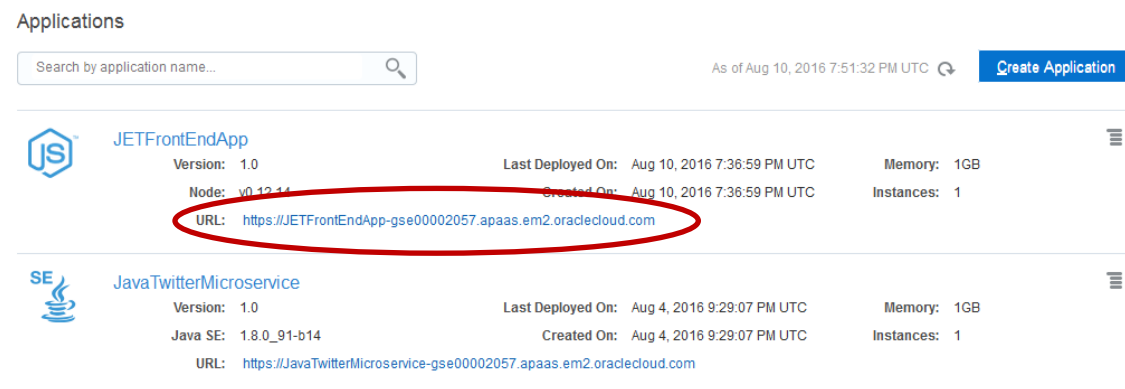 Applications
Search by application name...
As of Aug 10, 2016 7:51:32 PM UTC
Create Application
JS
JETFrontEndApp
Version: 1.0 Last Deployed On: Aug 10, 2016 7:36:59 PM UTC Memory: 1GB
Node: v0.12.14 Created On: Aug 10, 2016 7:36:59 PM UTC Instances: 1
URL: https://JETFrontEndApp-gse00002057.apaas.em2.oraclecloud.com
SE
JavaTwitterMicroservice
Version: 1.0 Last Deployed On: Aug 4, 2016 9:29:07 PM UTC Memory: 1GB
Java SE: 1.8.0_91-b14 Created On: Aug 4, 2016 9:29:07 PM UTC Instances: 1
URL: https://JavaTwitterMicroservice-gse00002057.apaas.em2.oraclecloud.com